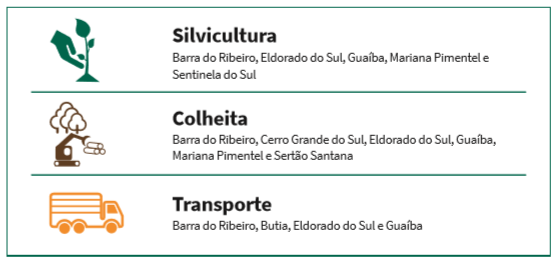 Silvicultura
Barra do Ribeiro, Eldorado do Sul, Guaíba, Mariana Pimentel e
Sentinela do Sul
Colheita
Barra do Ribeiro, Cerro Grande do Sul, Eldorado do Sul, Guaíba,
Mariana Pimentel e Sertão Santana
Transporte
Barra do Ribeiro, Butia, Eldorado do Sul e Guaíba